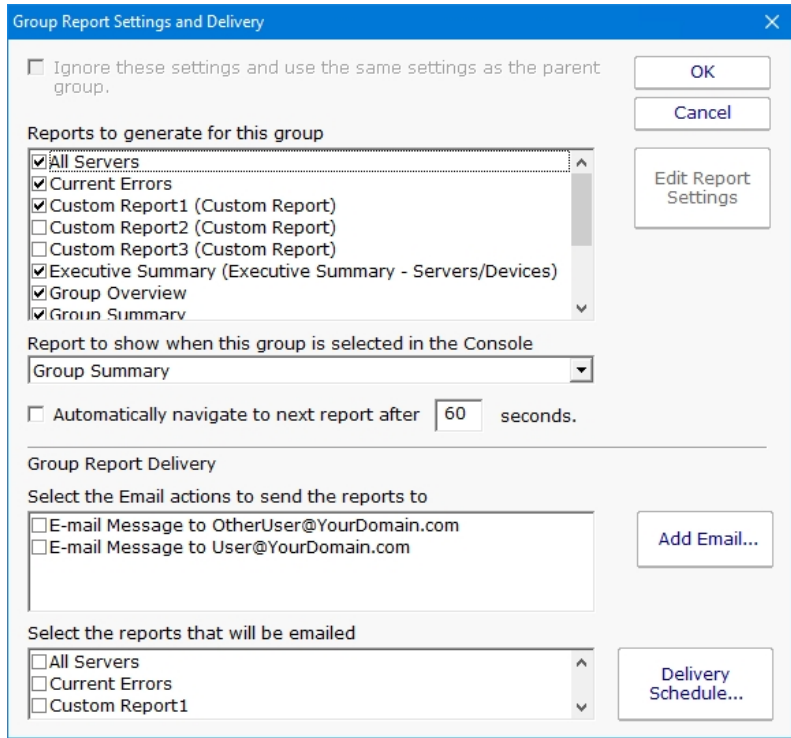 Group Report Settings and Delivery
Ignore these settings and use the same settings as the parent
group.
OK
Cancel
Reports to generate for this group
All Servers
Current Errors
Custom Report1 (Custom Report)
Custom Report2 (Custom Report)
Custom Report3 (Custom Report)
Executive Summary (Executive Summary - Servers/Devices)
Group Overview
Group Summary
Edit Report
Settings
Report to show when this group is selected in the Console
Group Summary
Automatically navigate to next report after 60 seconds.
Group Report Delivery
Select the Email actions to send the reports to
E-mail Message to OtherUser@YourDomain.com
E-mail Message to User@YourDomain.com
Add Email...
Select the reports that will be emailed
All Servers
Current Errors
Custom Report1
Delivery
Schedule...